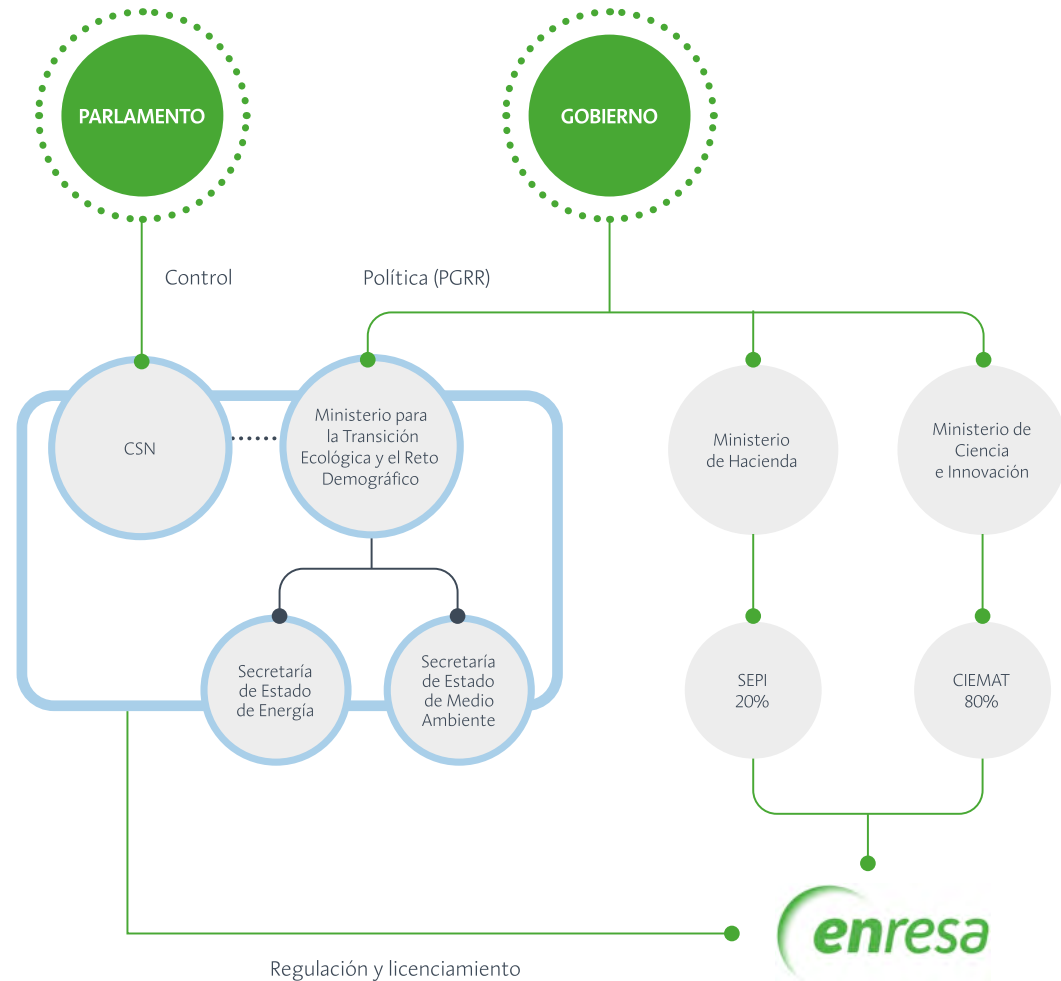 PARLAMENTO
GOBIERNO
Control
Política (PGRR)
CSN
Ministerio para
la Transición
Ecológica y el Reto
Demográfico
Ministerio
de Hacienda
Ministerio de
Ciencia
e Innovación
Secretaría
de Estado
de Energía
Secretaría
de Estado
de Medio
Ambiente
SEPI
20%
CIEMAT
80%
enresa
Regulación y licenciamiento